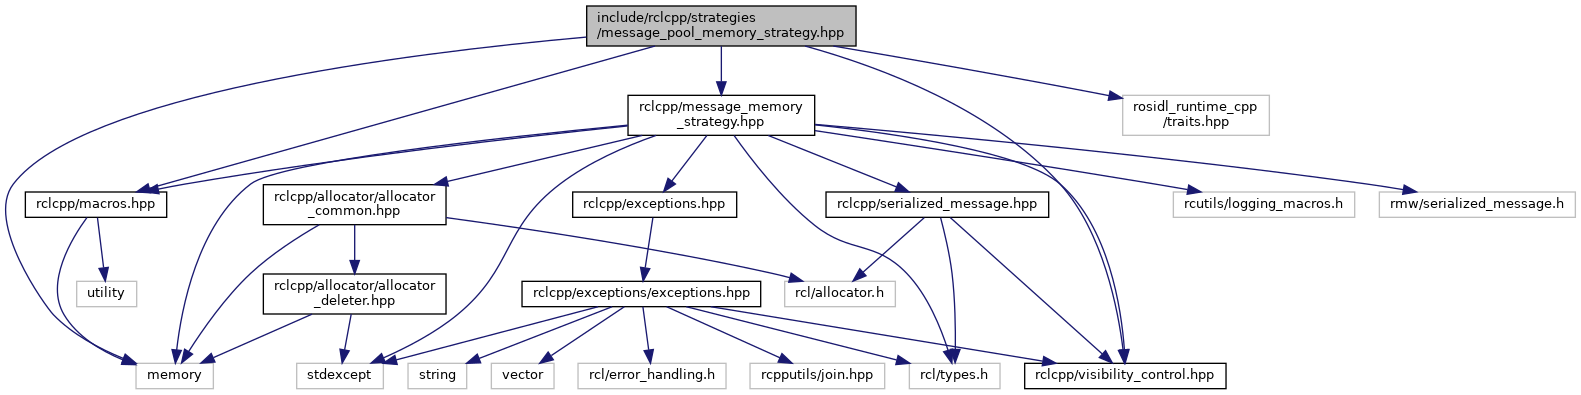 include/rclcpp/strategies
/message_pool_memory_strategy.hpp
rclcpp/message_memory
_strategy.hpp
rosidl_runtime_cpp
/traits.hpp
rclcpp/macros.hpp
rclcpp/allocator/allocator
_common.hpp
rclcpp/exceptions.hpp
rclcpp/serialized_message.hpp
rcutils/logging_macros.h
rmw/serialized_message.h
utility
rclcpp/allocator/allocator
_deleter.hpp
rclcpp/exceptions/exceptions.hpp
rcl/allocator.h
memory
stdexcept
string
vector
rcl/error_handling.h
rcpputils/join.hpp
rcl/types.h
rclcpp/visibility_control.hpp